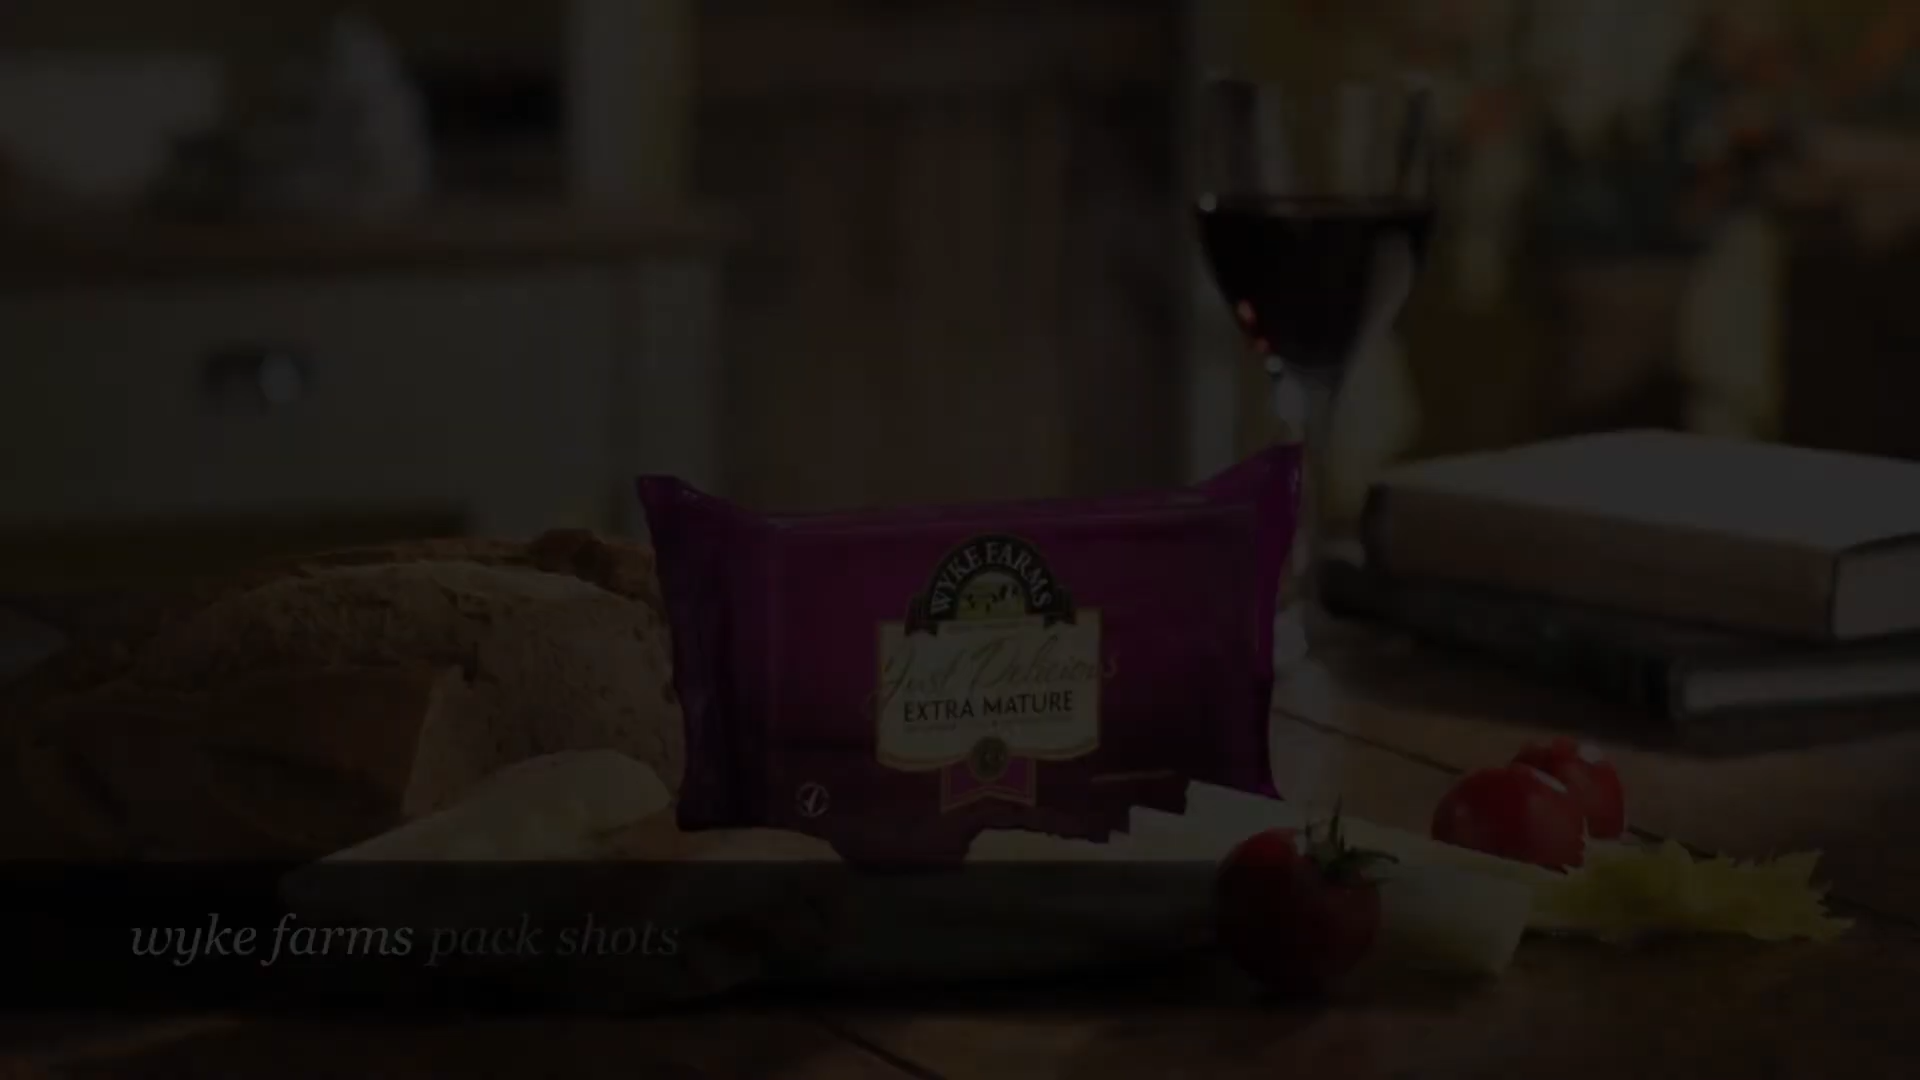 WYKE FARMS
Just Delicious
EXTRA MATURE
wyke farms pack shots